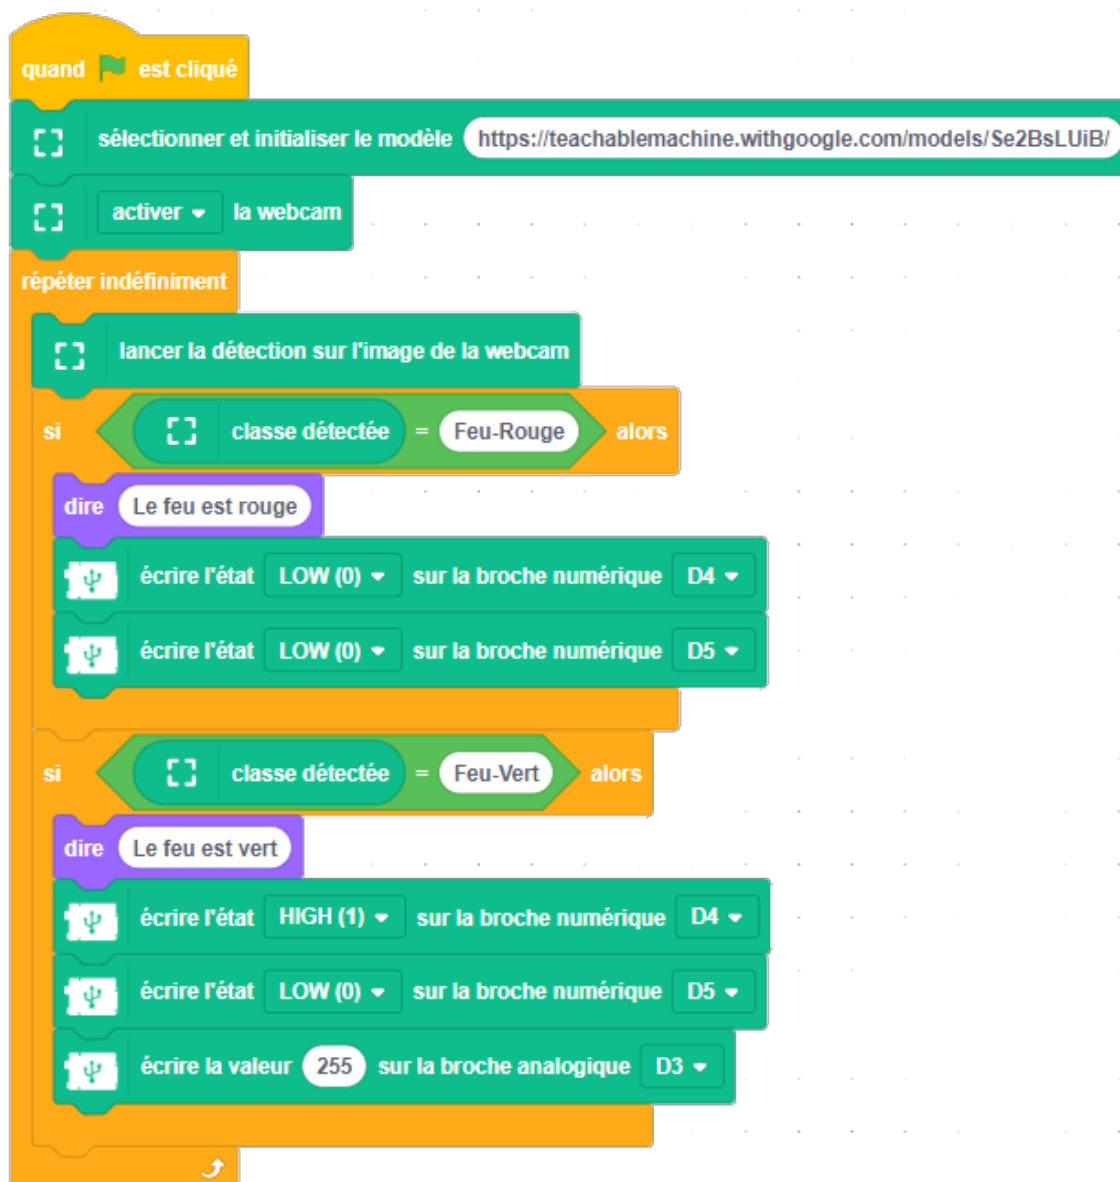 quand est cliqué
sélectionner et initialiser le modèle https://teachablemachine.withgoogle.com/models/Se2BsLUiB/
activer la webcam
répéter indéfiniment
lancer la détection sur l'image de la webcam
si classe détectée = Feu-Rouge alors
dire Le feu est rouge
écrire l'état LOW (0) sur la broche numérique D4
écrire l'état LOW (0) sur la broche numérique D5
si classe détectée = Feu-Vert alors
dire Le feu est vert
écrire l'état HIGH (1) sur la broche numérique D4
écrire l'état LOW (0) sur la broche numérique D5
écrire la valeur 255 sur la broche analogique D3